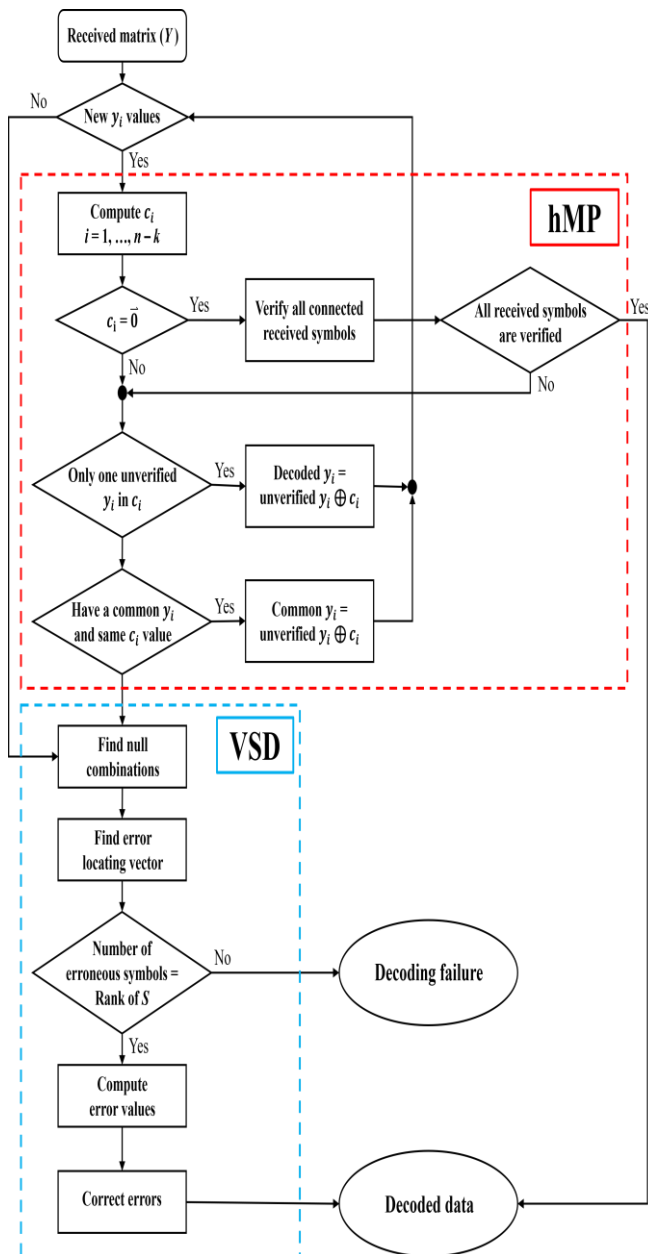 Received matrix (Y)
No
New yᵢ values
Yes
hMP
Compute cᵢ
i = 1, …, n – k
cᵢ = 0⃗
Yes
Verify all connected
received symbols
All received symbols
are verified
Yes
No
No
Only one unverified
yᵢ in cᵢ
Yes
Decoded yᵢ =
unverified yᵢ ⊕ cᵢ
Have a common yᵢ
and same cᵢ value
Yes
Common yᵢ =
unverified yᵢ ⊕ cᵢ
VSD
Find null
combinations
Find error
locating vector
Number of
erroneous symbols =
Rank of S
No
Decoding failure
Yes
Compute
error values
Correct errors
Decoded data